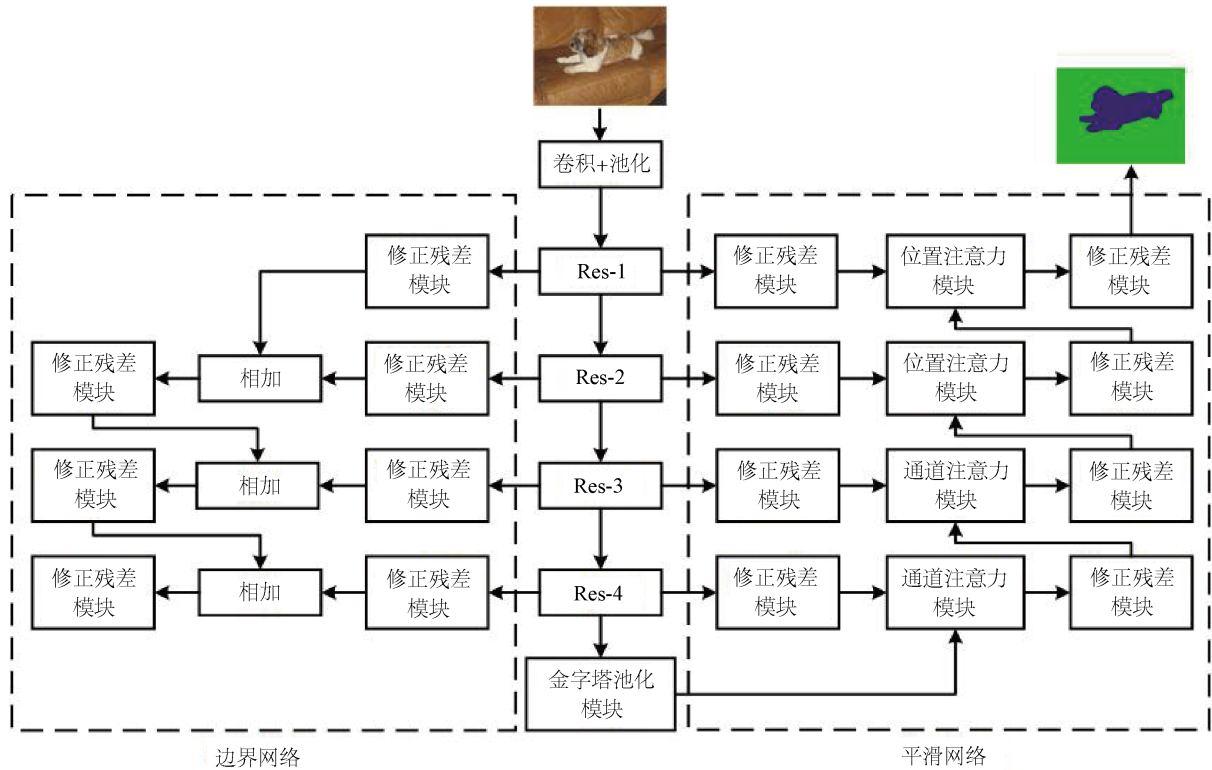 卷积+池化
修正残差
模块
Res-1
修正残差
模块
位置注意力
模块
修正残差
模块
修正残差
模块
相加
修正残差
模块
Res-2
修正残差
模块
位置注意力
模块
修正残差
模块
修正残差
模块
相加
修正残差
模块
Res-3
修正残差
模块
通道注意力
模块
修正残差
模块
修正残差
模块
相加
修正残差
模块
Res-4
修正残差
模块
通道注意力
模块
修正残差
模块
金字塔池化
模块
边界网络
平滑网络